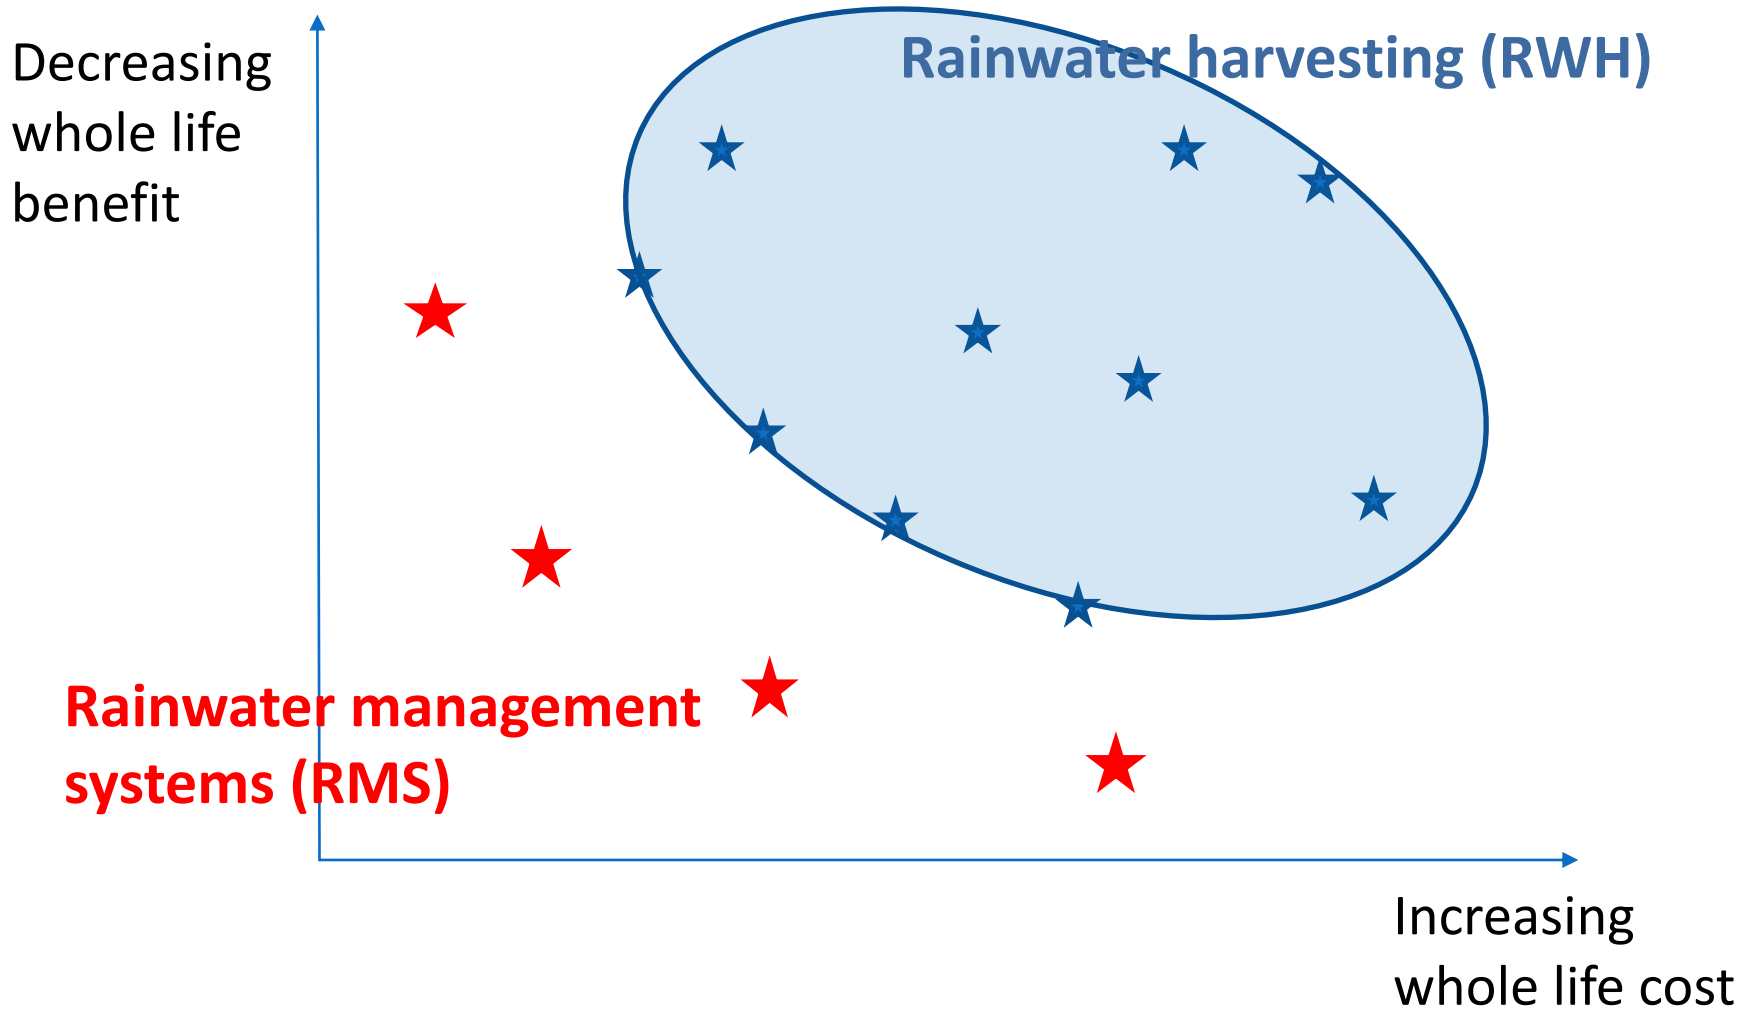 Decreasing
whole life
benefit
Rainwater harvesting (RWH)
Rainwater management
systems (RMS)
Increasing
whole life cost